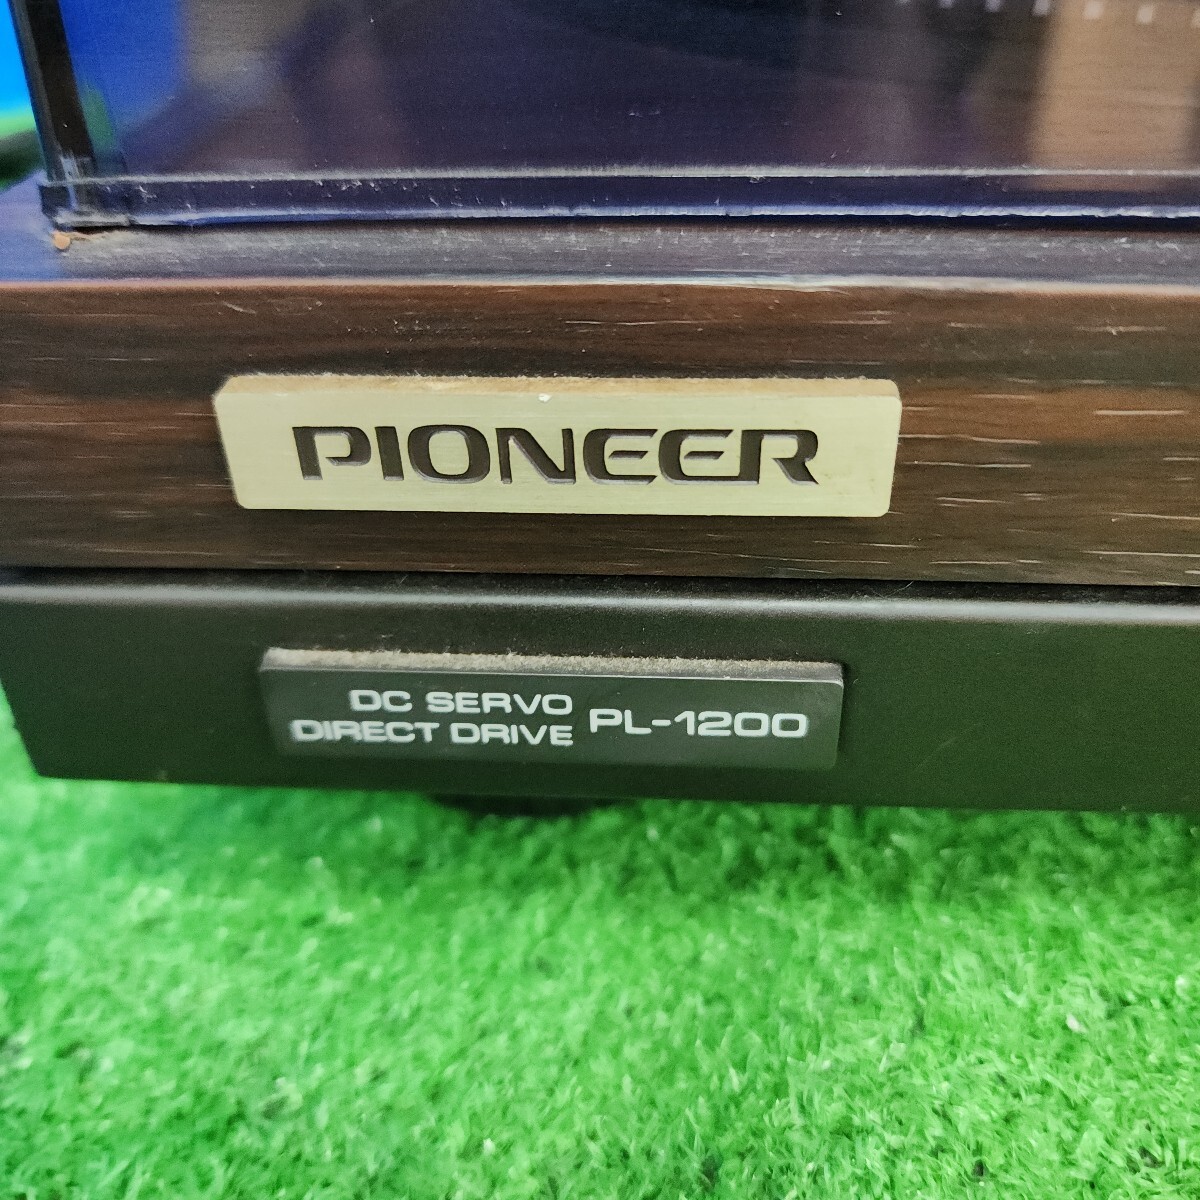 PIONEER
DC SERVO
DIRECT DRIVE PL-1200